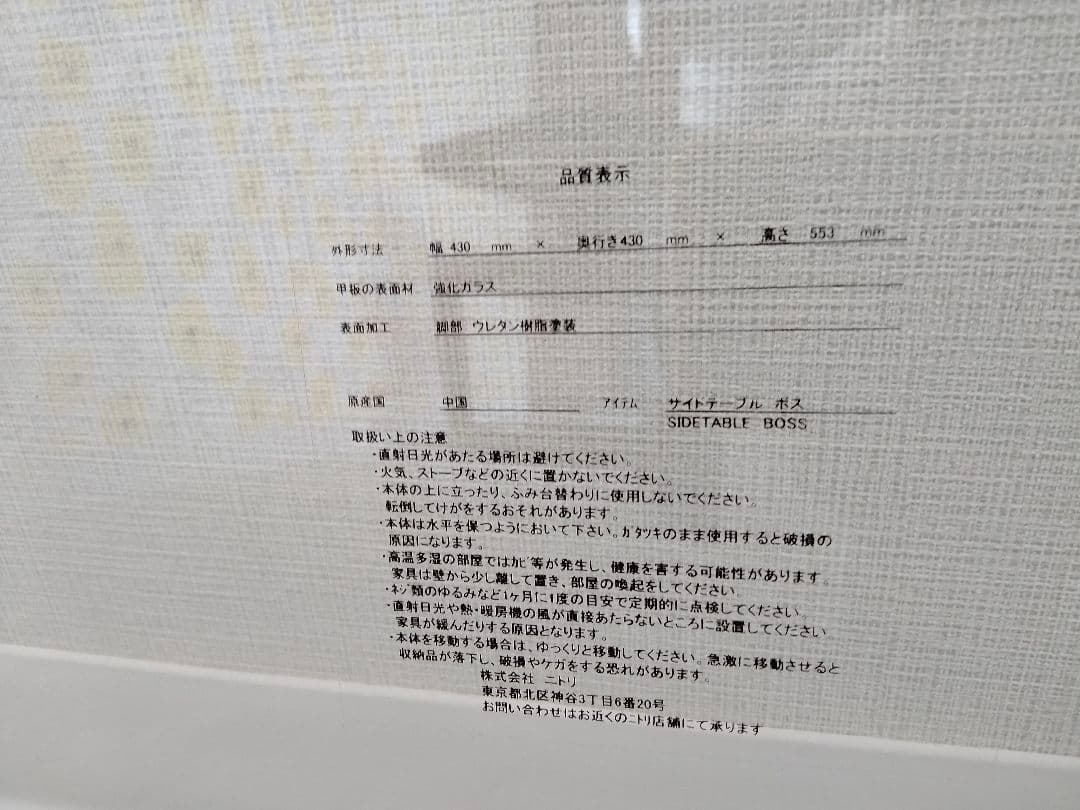 品質表示
外形寸法 幅 430 mm × 奥行き430 mm × 高さ 553 mm
甲板の表面材 強化ガラス
表面加工 脚部 ウレタン樹脂塗装
原産国 中国 アイテム サイドテーブル ボス
SIDETABLE BOSS
取扱い上の注意
・直射日光があたる場所は避けてください。
・火気、ストーブなどの近くに置かないでください。
・本体の上に立ったり、ふみ台替わりに使用しないでください。
転倒してけがをするおそれがあります。
・本体は水平を保つようにおいて下さい。ガタツキのまま使用すると破損の
原因になります。
・高温多湿の部屋ではカビ等が発生し、健康を害する可能性があります。
家具は壁から少し離して置き、部屋の喚起をしてください。
・ネジ類のゆるみなど1ヶ月に1度の目安で定期的に点検してください。
・直射日光や熱・暖房機の風が直接あたらないところに設置してください
家具が緩んだりする原因となります。
・本体を移動する場合は、ゆっくりと移動してください。急激に移動させると
収納品が落下し、破損やケガをする恐れがあります。
株式会社 ニトリ
東京都北区神谷3丁目6番20号
お問い合わせはお近くのニトリ店舗にて承ります